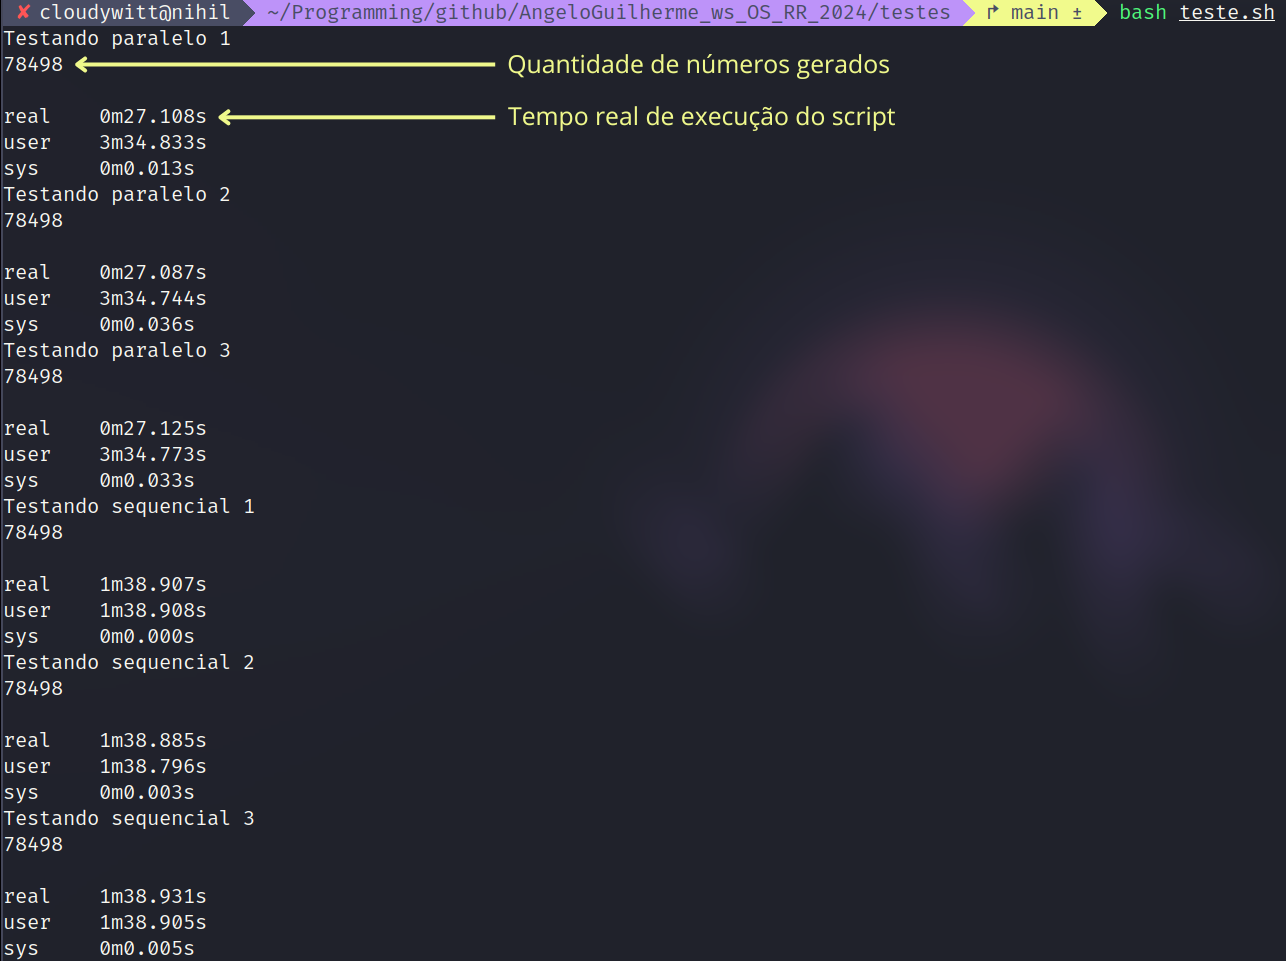 ✘ cloudywitt@nihil ~/Programming/github/AngeloGuilherme_ws_OS_RR_2024/testes ↱ main ± bash teste.sh
Testando paralelo 1
78498 Quantidade de números gerados
real 0m27.108s Tempo real de execução do script
user 3m34.833s
sys 0m0.013s
Testando paralelo 2
78498
real 0m27.087s
user 3m34.744s
sys 0m0.036s
Testando paralelo 3
78498
real 0m27.125s
user 3m34.773s
sys 0m0.033s
Testando sequencial 1
78498
real 1m38.907s
user 1m38.908s
sys 0m0.000s
Testando sequencial 2
78498
real 1m38.885s
user 1m38.796s
sys 0m0.003s
Testando sequencial 3
78498
real 1m38.931s
user 1m38.905s
sys 0m0.005s